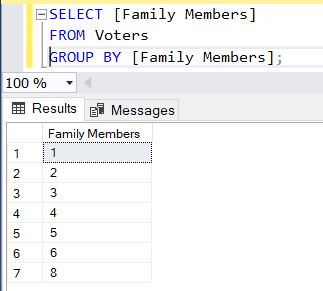 SELECT [Family Members]
FROM Voters
GROUP BY [Family Members];
100 %
Results Messages
Family Members
1 1
2 2
3 3
4 4
5 5
6 6
7 8